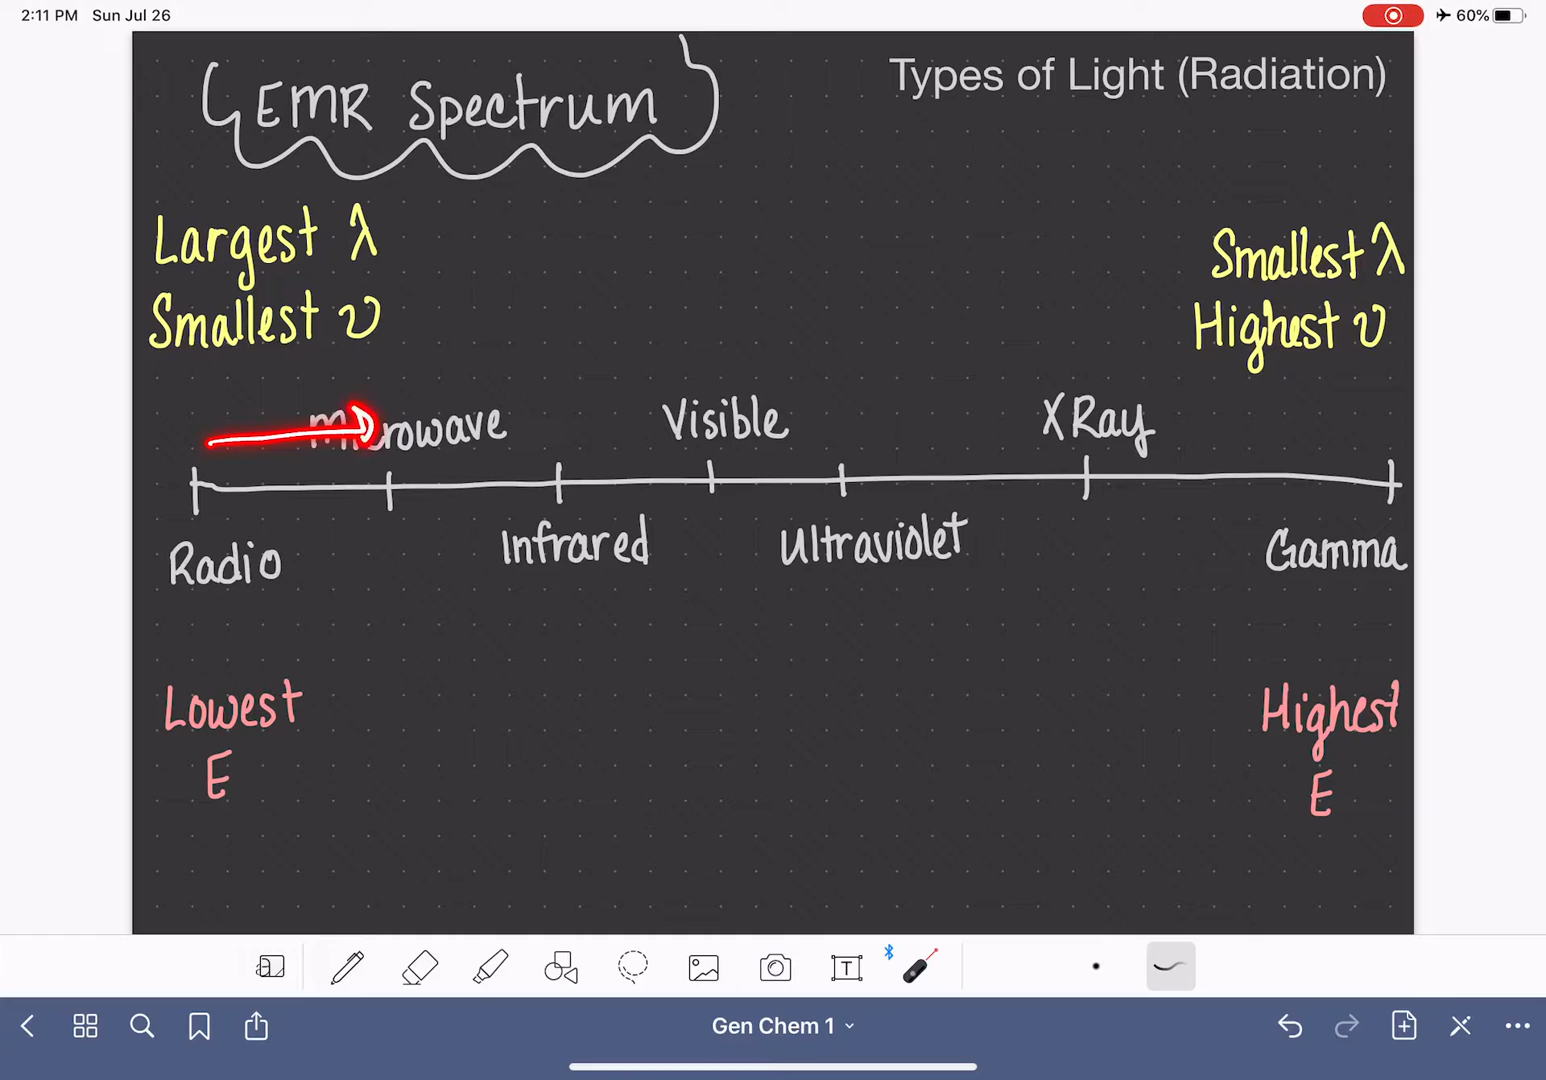 2:11 PM Sun Jul 26
60%
EMR Spectrum
Types of Light (Radiation)
Largest λ
Smallest ν
Smallest λ
Highest ν
Microwave
Visible
X Ray
Radio
Infrared
Ultraviolet
Gamma
Lowest
E
Highest
E
T
Gen Chem 1